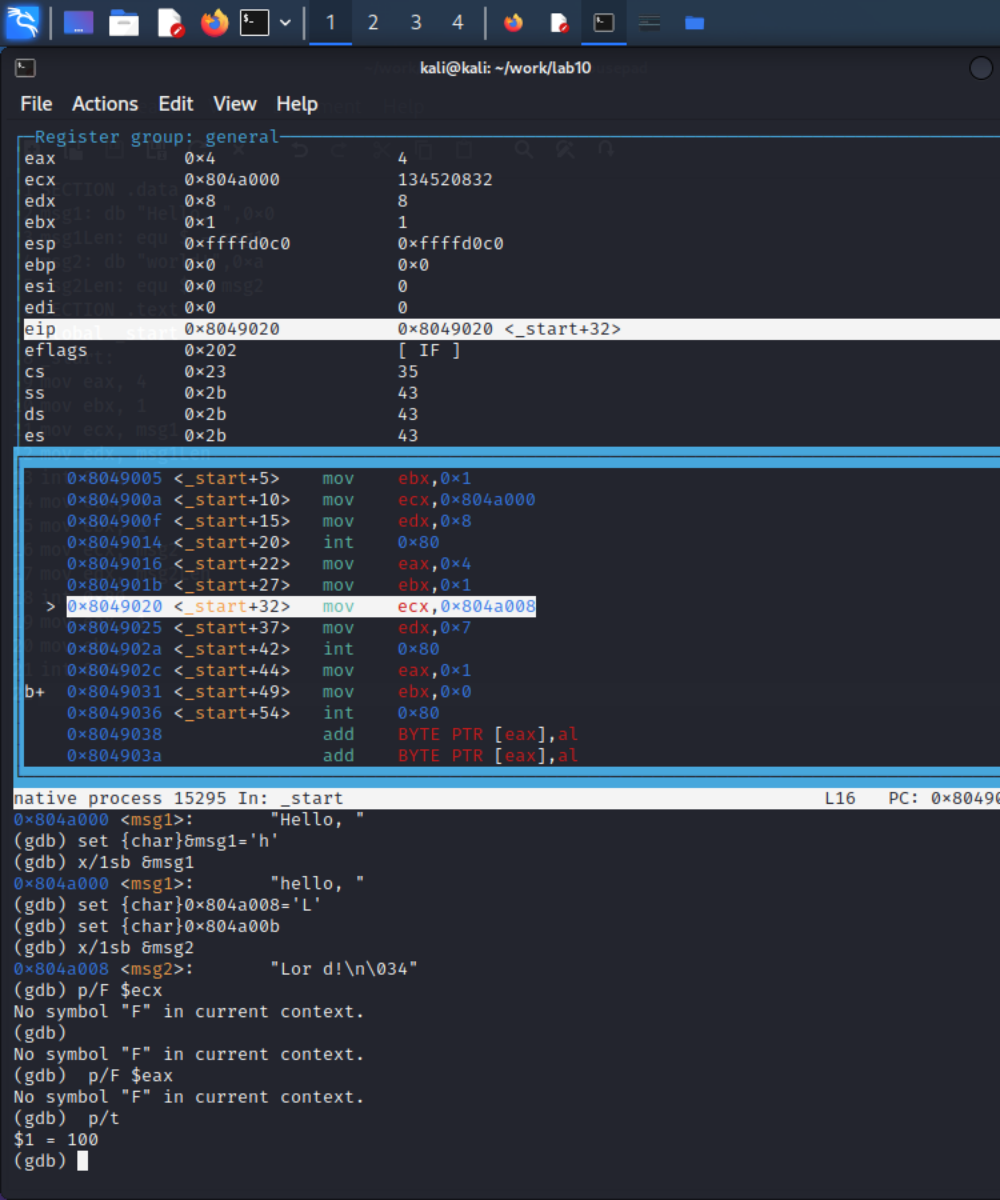 1 2 3 4
kali@kali: ~/work/lab10
File Actions Edit View Help
Register group: general
eax 0×4 4
ecx 0×804a000 134520832
edx 0×8 8
ebx 0×1 1
esp 0×ffffd0c0 0×ffffd0c0
ebp 0×0 0×0
esi 0×0 0
edi 0×0 0
eip 0×8049020 0×8049020 <_start+32>
eflags 0×202 [ IF ]
cs 0×23 35
ss 0×2b 43
ds 0×2b 43
es 0×2b 43
0×8049005 <_start+5> mov ebx,0×1
0×804900a <_start+10> mov ecx,0×804a000
0×804900f <_start+15> mov edx,0×8
0×8049014 <_start+20> int 0×80
0×8049016 <_start+22> mov eax,0×4
0×804901b <_start+27> mov ebx,0×1
> 0×8049020 <_start+32> mov ecx,0×804a008
0×8049025 <_start+37> mov edx,0×7
0×804902a <_start+42> int 0×80
0×804902c <_start+44> mov eax,0×1
b+ 0×8049031 <_start+49> mov ebx,0×0
0×8049036 <_start+54> int 0×80
0×8049038 add BYTE PTR [eax],al
0×804903a add BYTE PTR [eax],al
native process 15295 In: _start L16 PC: 0×80490
0×804a000 <msg1>: "Hello, "
(gdb) set {char}&msg1='h'
(gdb) x/1sb &msg1
0×804a000 <msg1>: "hello, "
(gdb) set {char}0×804a008='L'
(gdb) set {char}0×804a00b
(gdb) x/1sb &msg2
0×804a008 <msg2>: "Lor d!\n\034"
(gdb) p/F $ecx
No symbol "F" in current context.
(gdb)
No symbol "F" in current context.
(gdb)  p/F $eax
No symbol "F" in current context.
(gdb)  p/t
$1 = 100
(gdb)